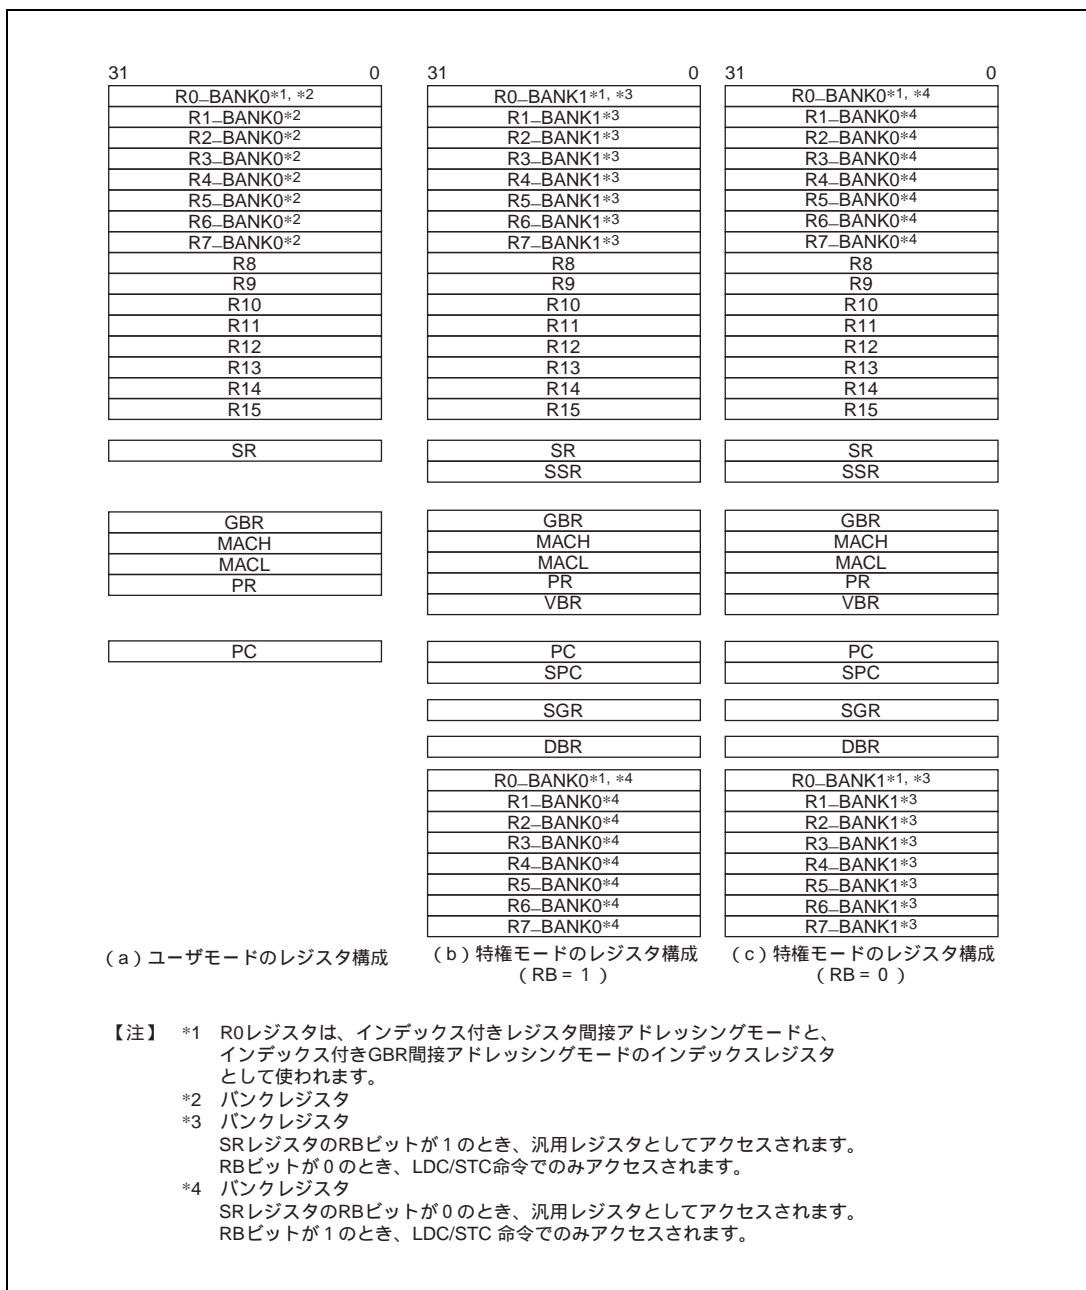 31 0
R0_BANK0*1, *2
R1_BANK0*2
R2_BANK0*2
R3_BANK0*2
R4_BANK0*2
R5_BANK0*2
R6_BANK0*2
R7_BANK0*2
R8
R9
R10
R11
R12
R13
R14
R15
SR
GBR
MACH
MACL
PR
PC
(a)ユーザモードのレジスタ構成
31 0
R0_BANK1*1, *3
R1_BANK1*3
R2_BANK1*3
R3_BANK1*3
R4_BANK1*3
R5_BANK1*3
R6_BANK1*3
R7_BANK1*3
R8
R9
R10
R11
R12
R13
R14
R15
SR
SSR
GBR
MACH
MACL
PR
VBR
PC
SPC
SGR
DBR
R0_BANK0*1, *4
R1_BANK0*4
R2_BANK0*4
R3_BANK0*4
R4_BANK0*4
R5_BANK0*4
R6_BANK0*4
R7_BANK0*4
(b)特権モードのレジスタ構成
(RB = 1)
31 0
R0_BANK0*1, *4
R1_BANK0*4
R2_BANK0*4
R3_BANK0*4
R4_BANK0*4
R5_BANK0*4
R6_BANK0*4
R7_BANK0*4
R8
R9
R10
R11
R12
R13
R14
R15
SR
SSR
GBR
MACH
MACL
PR
VBR
PC
SPC
SGR
DBR
R0_BANK1*1, *3
R1_BANK1*3
R2_BANK1*3
R3_BANK1*3
R4_BANK1*3
R5_BANK1*3
R6_BANK1*3
R7_BANK1*3
(c)特権モードのレジスタ構成
(RB = 0)
【注】 *1 R0レジスタは、インデックス付きレジスタ間接アドレッシングモードと、
インデックス付きGBR間接アドレッシングモードのインデックスレジスタ
として使われます。
*2 バンクレジスタ
*3 バンクレジスタ
SRレジスタのRBビットが1のとき、汎用レジスタとしてアクセスされます。
RBビットが0のとき、LDC/STC命令でのみアクセスされます。
*4 バンクレジスタ
SRレジスタのRBビットが0のとき、汎用レジスタとしてアクセスされます。
RBビットが1のとき、LDC/STC 命令でのみアクセスされます。